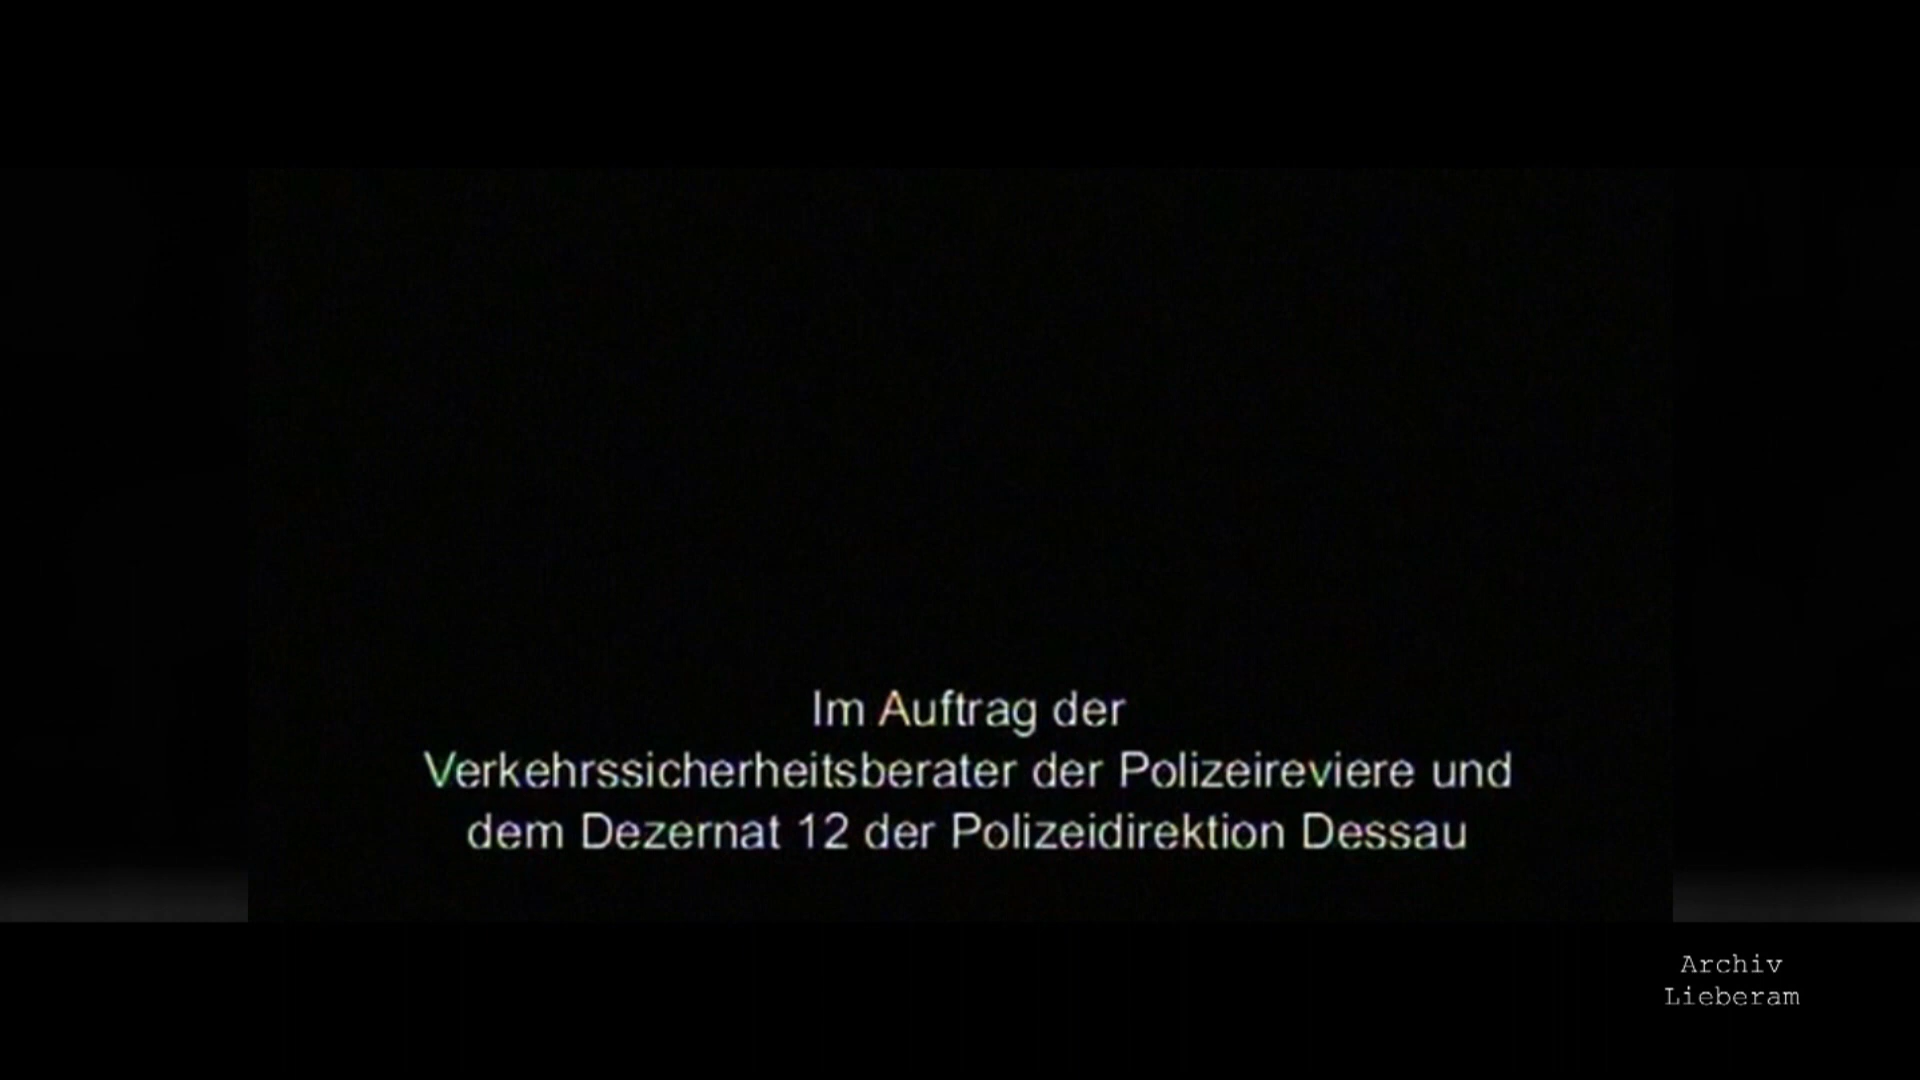 Im Auftrag der
Verkehrssicherheitsberater der Polizeireviere und
dem Dezernat 12 der Polizeidirektion Dessau
Archiv
Lieberam